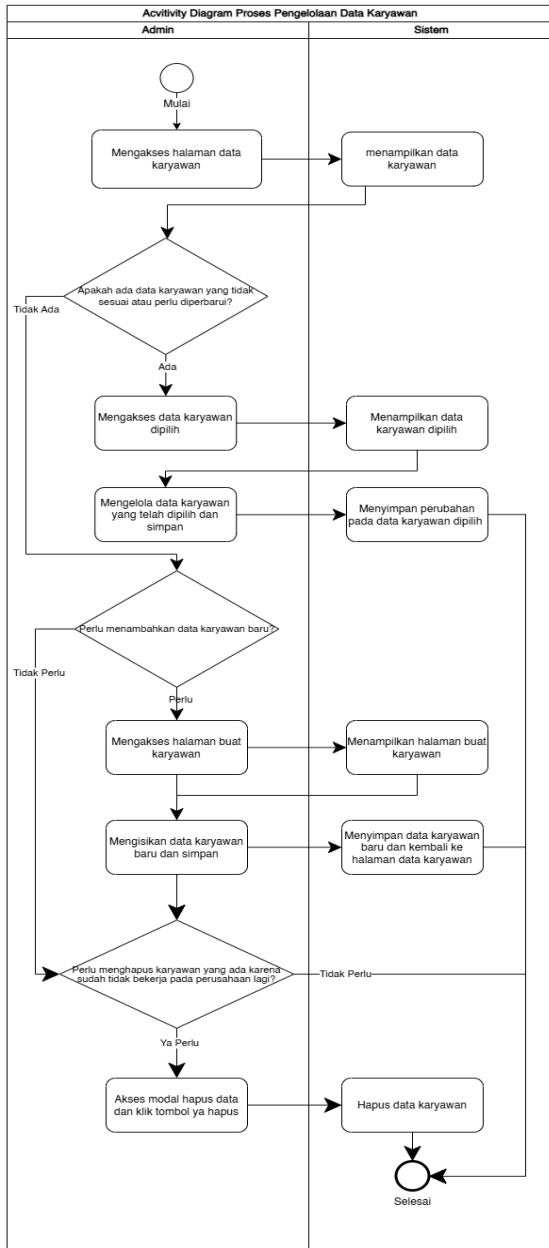 Acvitivity Diagram Proses Pengelolaan Data Karyawan
Admin
Sistem
Mulai
Mengakses halaman data
karyawan
menampilkan data
karyawan
Apakah ada data karyawan yang tidak
sesuai atau perlu diperbarui?
Tidak Ada
Ada
Mengakses data karyawan
dipilih
Menampilkan data
karyawan dipilih
Mengelola data karyawan
yang telah dipilih dan
simpan
Menyimpan perubahan
pada data karyawan dipilih
Perlu menambahkan data karyawan baru?
Tidak Perlu
Perlu
Mengakses halaman buat
karyawan
Menampilkan halaman buat
karyawan
Mengisikan data karyawan
baru dan simpan
Menyimpan data karyawan
baru dan kembali ke
halaman data karyawan
Perlu menghapus karyawan yang ada karena
sudah tidak bekerja pada perusahaan lagi?
Tidak Perlu
Ya Perlu
Akses modal hapus data
dan klik tombol ya hapus
Hapus data karyawan
Selesai